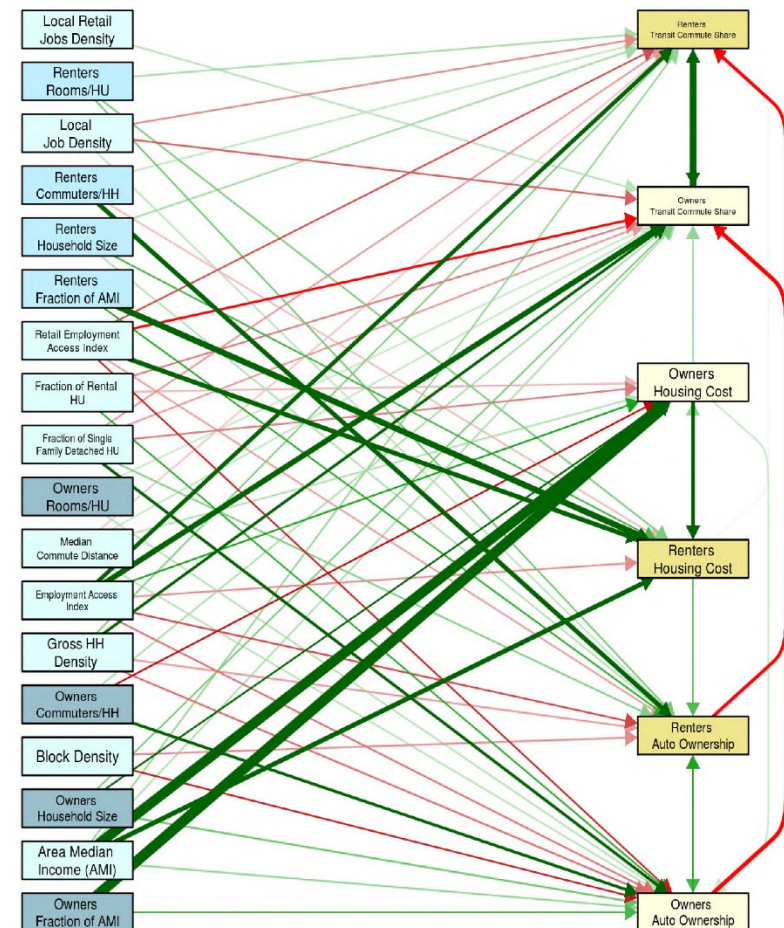 Local Retail
Jobs Density
Renters
Rooms/HU
Local
Job Density
Renters
Commuters/HH
Renters
Household Size
Renters
Fraction of AMI
Retail Employment
Access Index
Fraction of Rental
HU
Fraction of Single
Family Detached HU
Owners
Rooms/HU
Median
Commute Distance
Employment Access
Index
Gross HH
Density
Owners
Commuters/HH
Block Density
Owners
Household Size
Area Median
Income (AMI)
Owners
Fraction of AMI
Renters
Transit Commute Share
Owners
Transit Commute Share
Owners
Housing Cost
Renters
Housing Cost
Renters
Auto Ownership
Owners
Auto Ownership